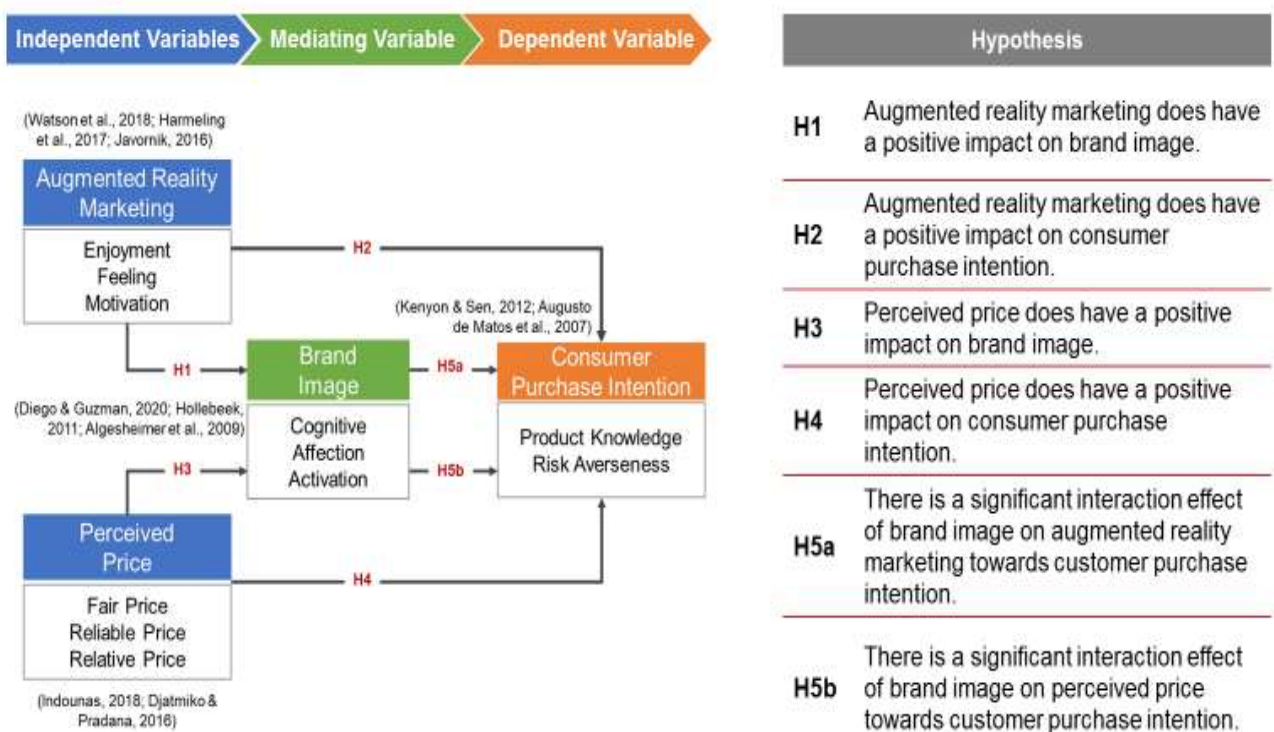 Independent Variables
Mediating Variable
Dependent Variable
(Watson et al., 2018; Harmeling
et al., 2017; Javornik, 2016)
Augmented Reality
Marketing
Enjoyment
Feeling
Motivation
H2
(Kenyon & Sen, 2012; Augusto
de Matos et al., 2007)
H1
Brand
Image
H5a
Consumer
Purchase Intention
(Diego & Guzman, 2020; Hollebeek,
2011; Algesheimer et al., 2009)
Cognitive
Affection
Activation
Product Knowledge
Risk Averseness
H3
H5b
Perceived
Price
H4
Fair Price
Reliable Price
Relative Price
(Indounas, 2018; Djatmiko &
Pradana, 2016)
Hypothesis
H1
Augmented reality marketing does have
a positive impact on brand image.
H2
Augmented reality marketing does have
a positive impact on consumer
purchase intention.
H3
Perceived price does have a positive
impact on brand image.
H4
Perceived price does have a positive
impact on consumer purchase
intention.
H5a
There is a significant interaction effect
of brand image on augmented reality
marketing towards customer purchase
intention.
H5b
There is a significant interaction effect
of brand image on perceived price
towards customer purchase intention.